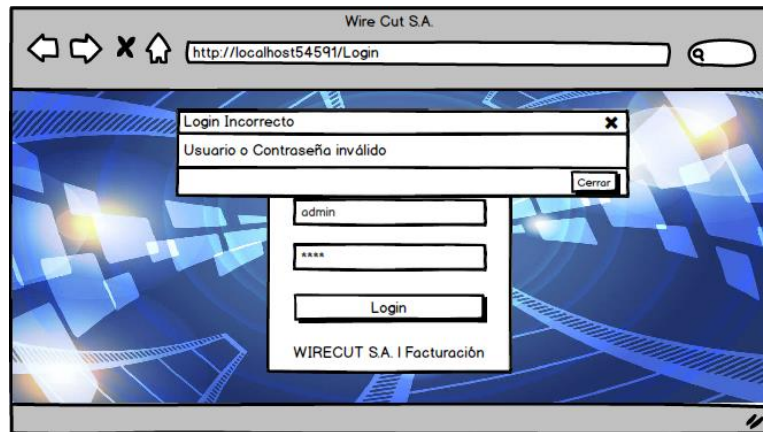 Wire Cut S.A.
http://localhost54591/Login
Login Incorrecto
Usuario o Contraseña inválido
Cerrar
admin
****
Login
WIRECUT S.A. | Facturación